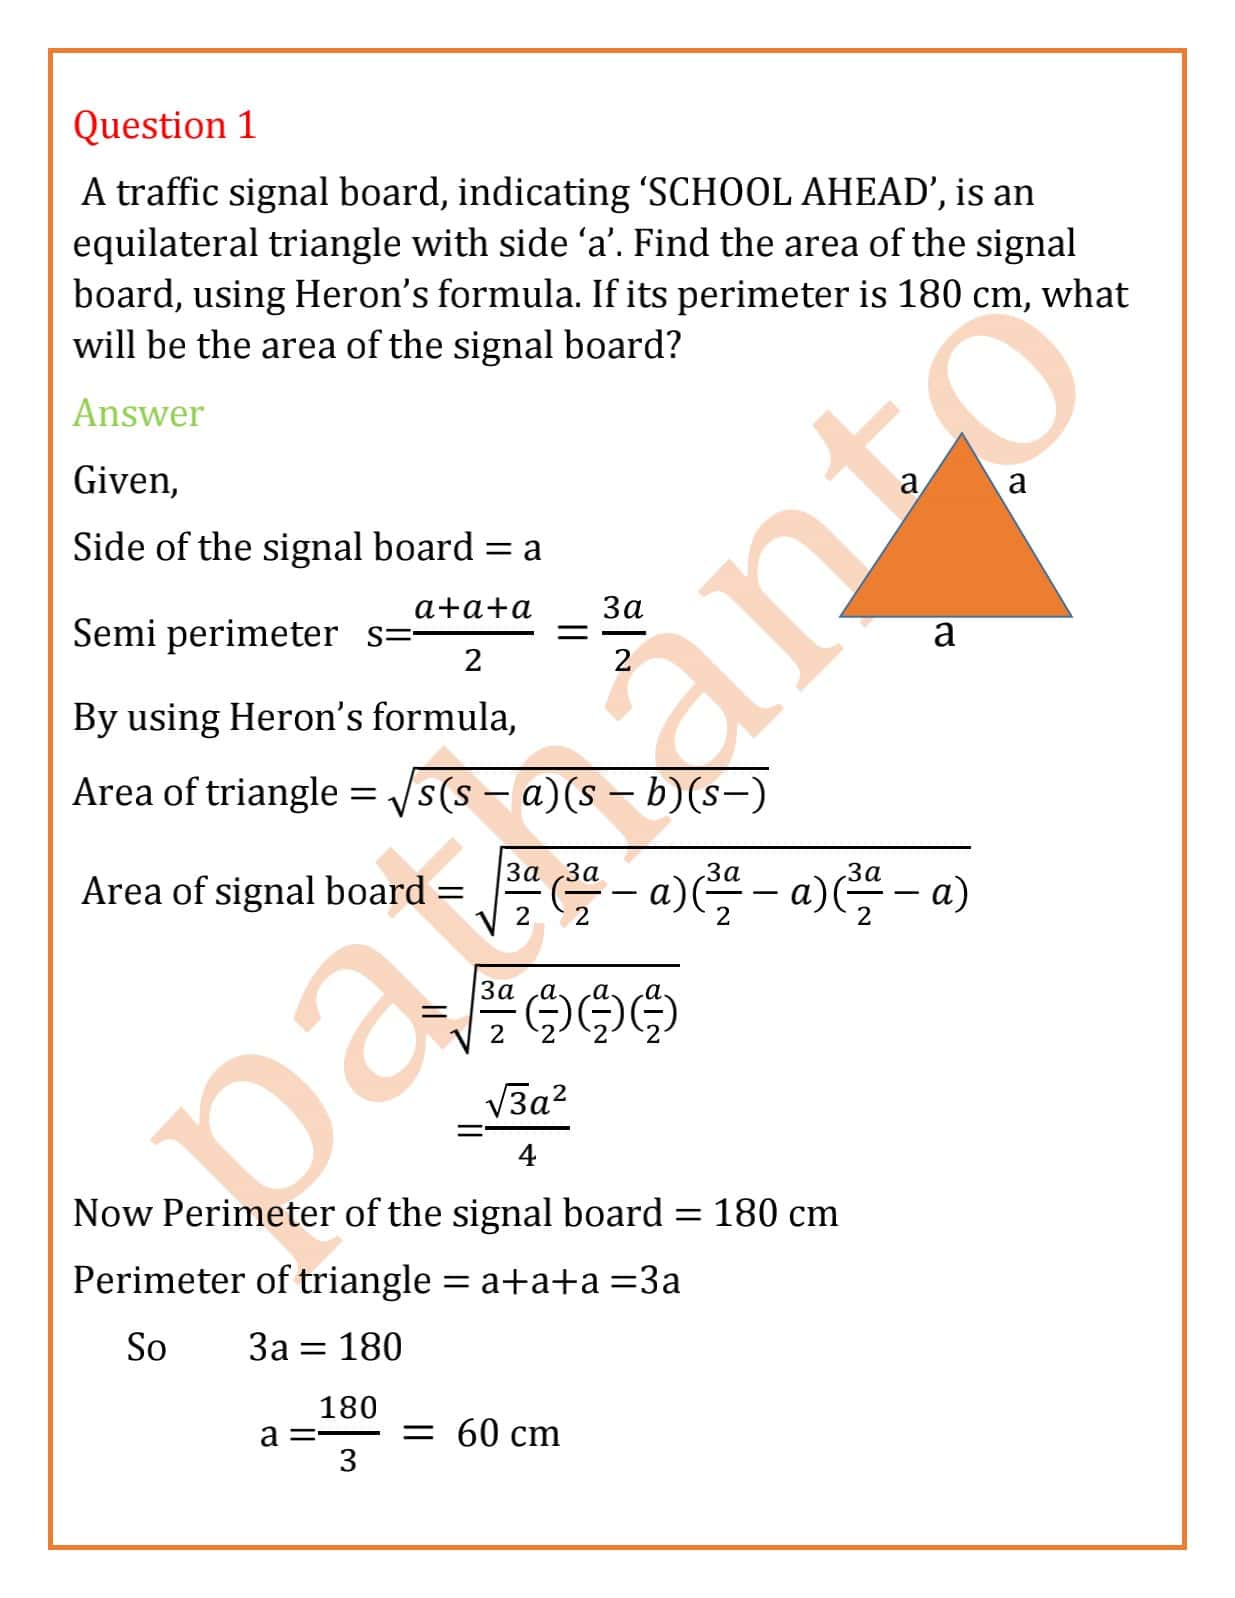 Question 1
A traffic signal board, indicating ‘SCHOOL AHEAD’, is an
equilateral triangle with side ‘a’. Find the area of the signal
board, using Heron’s formula. If its perimeter is 180 cm, what
will be the area of the signal board?
Answer
Given,
a a
Side of the signal board = a
Semi perimeter s=\frac{a+a+a}{2} = \frac{3a}{2}
a
By using Heron’s formula,
Area of triangle = \sqrt{s(s − a)(s − b)(s−)}
Area of signal board = \sqrt{\frac{3a}{2}(\frac{3a}{2} − a)(\frac{3a}{2} − a)(\frac{3a}{2} − a)}
=\sqrt{\frac{3a}{2}(\frac{a}{2})(\frac{a}{2})(\frac{a}{2})}
=\frac{\sqrt{3}a^2}{4}
Now Perimeter of the signal board = 180 cm
Perimeter of triangle = a+a+a =3a
So 3a = 180
a =\frac{180}{3} = 60 cm
pathanto